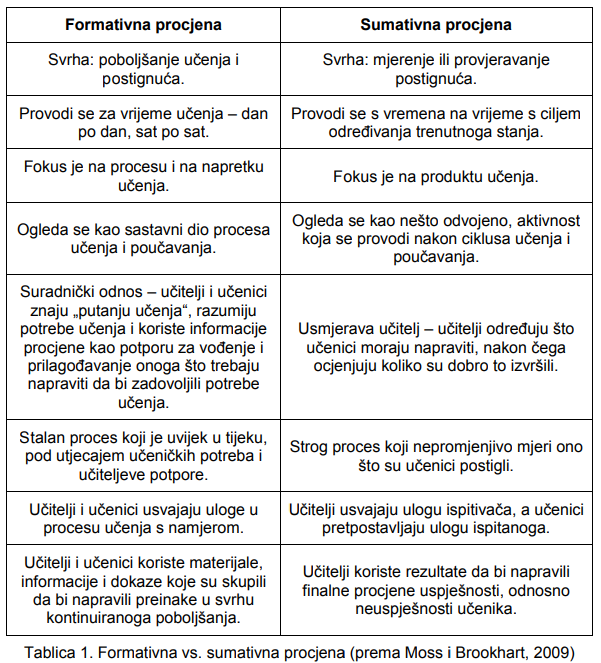 Formativna procjena
Sumativna procjena
Svrha: poboljšanje učenja i
postignuća.
Svrha: mjerenje ili provjeravanje
postignuća.
Provodi se za vrijeme učenja – dan
po dan, sat po sat.
Provodi se s vremena na vrijeme s ciljem
određivanja trenutnoga stanja.
Fokus je na procesu i na napretku
učenja.
Fokus je na produktu učenja.
Ogleda se kao sastavni dio procesa
učenja i poučavanja.
Ogleda se kao nešto odvojeno, aktivnost
koja se provodi nakon ciklusa učenja i
poučavanja.
Suradnički odnos – učitelji i učenici
znaju „putanju učenja“, razumiju
potrebe učenja i koriste informacije
procjene kao potporu za vođenje i
prilagođavanje onoga što trebaju
napraviti da bi zadovoljili potrebe
učenja.
Usmjerava učitelj – učitelji određuju što
učenici moraju napraviti, nakon čega
ocjenjuju koliko su dobro to izvršili.
Stalan proces koji je uvijek u tijeku,
pod utjecajem učeničkih potreba i
učiteljeve potpore.
Strog proces koji nepromjenjivo mjeri ono
što su učenici postigli.
Učitelji i učenici usvajaju uloge u
procesu učenja s namjerom.
Učitelji usvajaju ulogu ispitivača, a učenici
pretpostavljaju ulogu ispitanoga.
Učitelji i učenici koriste materijale,
informacije i dokaze koje su skupili
da bi napravili preinake u svrhu
kontinuiranoga poboljšanja.
Učitelji koriste rezultate da bi napravili
finalne procjene uspješnosti, odnosno
neuspješnosti učenika.
Tablica 1. Formativna vs. sumativna procjena (prema Moss i Brookhart, 2009)